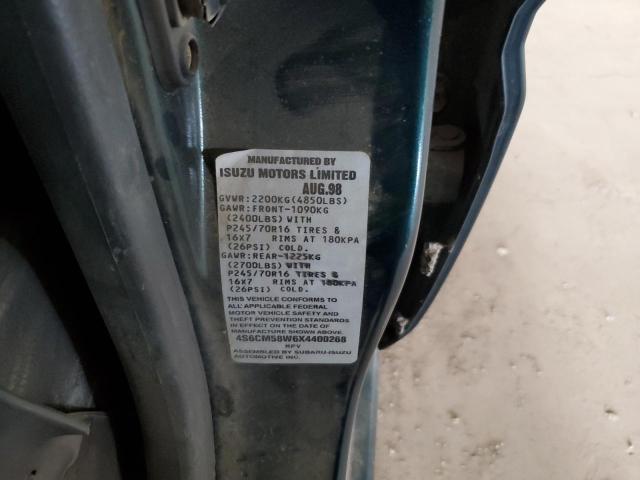 MANUFACTURED BY
ISUZU MOTORS LIMITED
AUG.98
GVWR:2200KG(4850LBS)
GAWR:FRONT-1090KG
(2400LBS)WITH
P245/70R16 TIRES &
16X7 RIMS AT 180KPA
(26PSI) COLD.
GAWR:REAR-1225KG
(2700LBS)WITH
P245/70R16 TIRES &
16X7 RIMS AT 180KPA
(26PSI) COLD.
THIS VEHICLE CONFORMS TO
ALL APPLICABLE FEDERAL
MOTOR VEHICLE SAFETY AND
THEFT PREVENTION STANDARDS
IN EFFECT ON THE DATE OF
MANUFACTURE SHOWN ABOVE.
4S6CM58W6X4400268
MPV
ASSEMBLED BY SUBARU-ISUZU
AUTOMOTIVE INC.